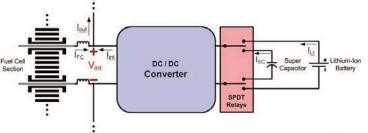 Iout
IFC
Iint
+
Vint
−
Fuel Cell
Section
DC / DC
Converter
SPDT
Relays
ISC
Super
Capacitor
ILI
Lithium-Ion
Battery